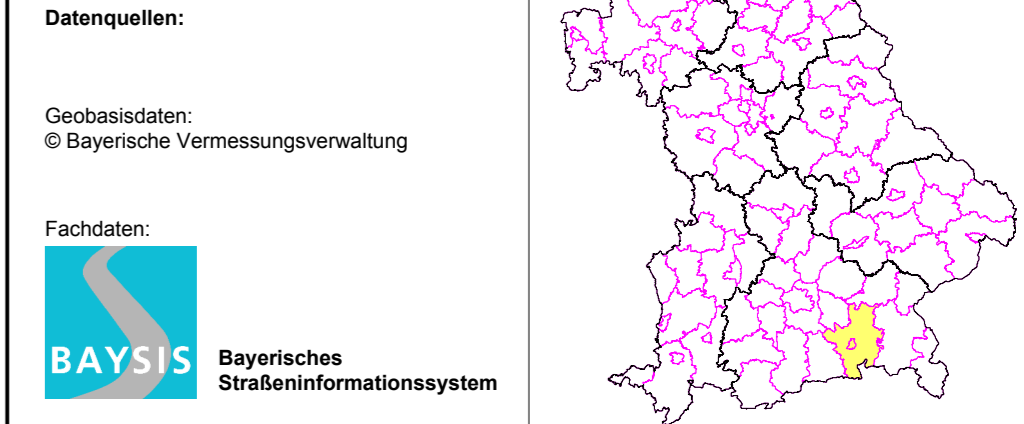 Datenquellen:
Geobasisdaten:
© Bayerische Vermessungsverwaltung
Fachdaten:
BAYSIS
Bayerisches
Straßeninformationssystem